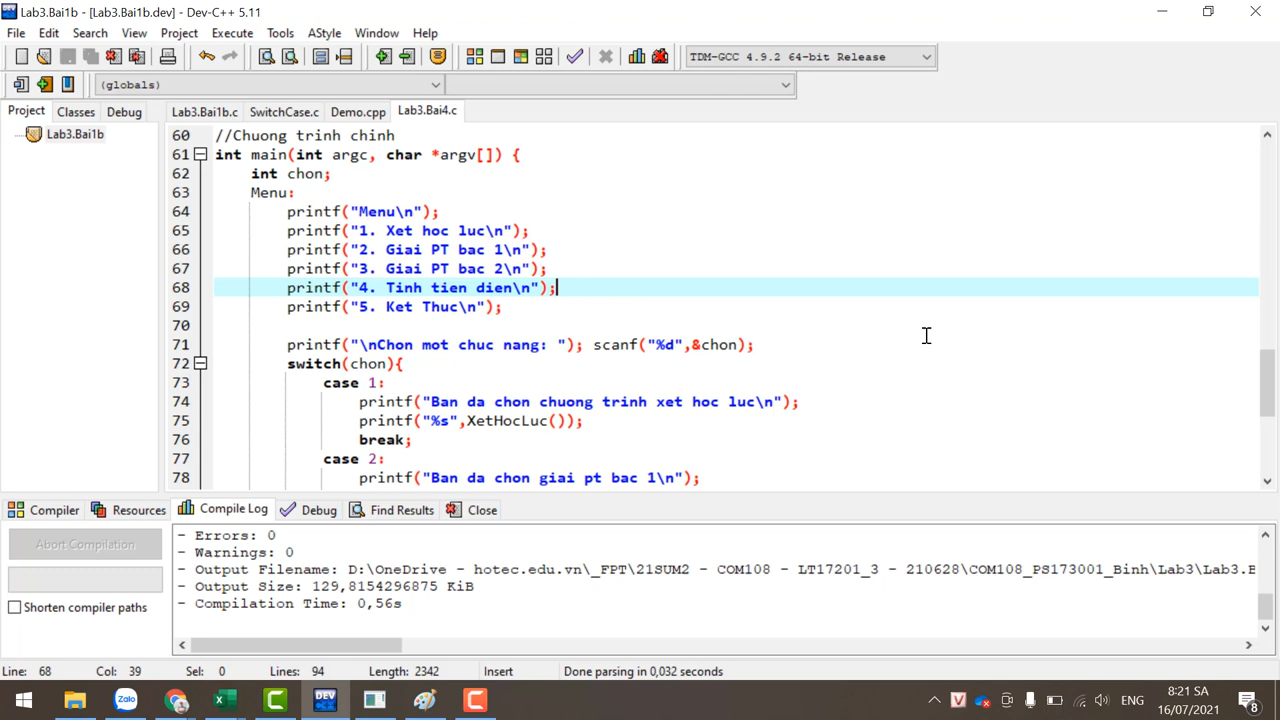 Lab3.Bai1b - [Lab3.Bai1b.dev] - Dev-C++ 5.11
File Edit Search View Project Execute Tools AStyle Window Help
TDM-GCC 4.9.2 64-bit Release
(globals)
Project Classes Debug Lab3.Bai1b.c SwitchCase.c Demo.cpp Lab3.Bai4.c
Lab3.Bai1b
60 //Chuong trinh chinh
61 int main(int argc, char *argv[]) {
62 int chon;
63 Menu:
64 printf("Menu\n");
65 printf("1. Xet hoc luc\n");
66 printf("2. Giai PT bac 1\n");
67 printf("3. Giai PT bac 2\n");
68 printf("4. Tinh tien dien\n");
69 printf("5. Ket Thuc\n");
70
71 printf("\nChon mot chuc nang: "); scanf("%d",&chon);
72 switch(chon){
73 case 1:
74 printf("Ban da chon chuong trinh xet hoc luc\n");
75 printf("%s",XetHocLuc());
76 break;
77 case 2:
78 printf("Ban da chon giai pt bac 1\n");
Compiler Resources Compile Log Debug Find Results Close
Abort Compilation
Shorten compiler paths
- Errors: 0
- Warnings: 0
- Output Filename: D:\OneDrive - hotec.edu.vn\_FPT\21SUM2 - COM108 - LT17201_3 - 210628\COM108_PS173001_Binh\Lab3\Lab3.B
- Output Size: 129,8154296875 KiB
- Compilation Time: 0,56s
Line: 68 Col: 39 Sel: 0 Lines: 94 Length: 2342 Insert Done parsing in 0,032 seconds
Zalo
DEV
ENG
8:21 SA
16/07/2021
8